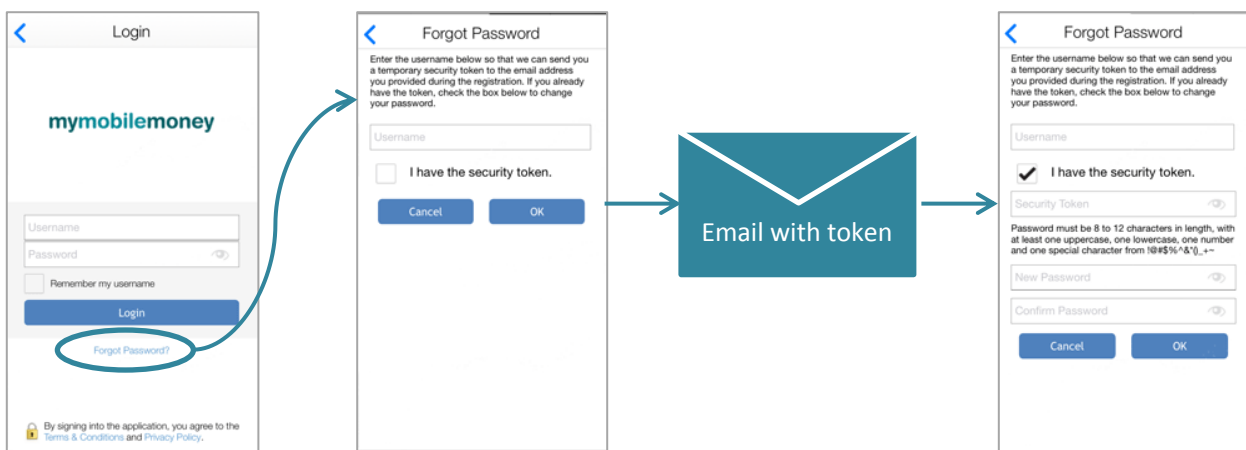 Login
mymobilemoney
Username
Password
Remember my username
Login
Forgot Password?
By signing into the application, you agree to the
Terms & Conditions and Privacy Policy.
Forgot Password
Enter the username below so that we can send you
a temporary security token to the email address
you provided during the registration. If you already
have the token, check the box below to change
your password.
Username
I have the security token.
Cancel
OK
Email with token
Forgot Password
Enter the username below so that we can send you
a temporary security token to the email address
you provided during the registration. If you already
have the token, check the box below to change
your password.
Username
I have the security token.
Security Token
Password must be 8 to 12 characters in length, with
at least one uppercase, one lowercase, one number
and one special character from !@#$%^&*()_+~
New Password
Confirm Password
Cancel
OK